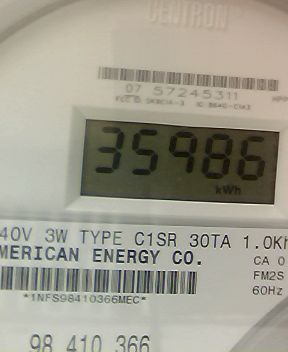 CENTRON®
07 57245311
35986
kWh
40V 3W TYPE C1SR 30TA 1.0Kh
MERICAN ENERGY CO.
CA 0
FM2S
60Hz
*1NFS98410366MEC*
98 410 366